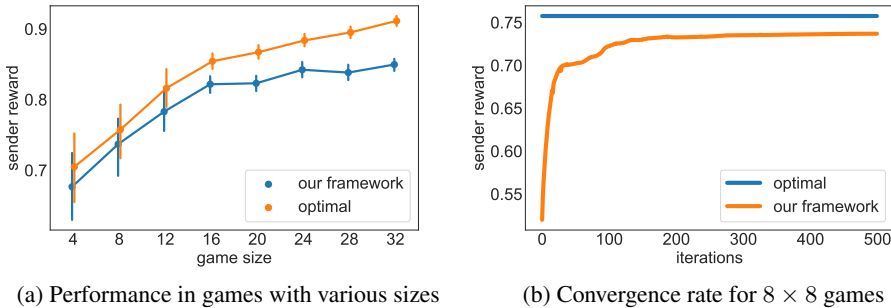 0.9
0.8
0.7
sender reward
our framework
optimal
4 8 12 16 20 24 28 32
game size
(a) Performance in games with various sizes
0.75
0.70
0.65
0.60
0.55
sender reward
optimal
our framework
0 100 200 300 400 500
iterations
(b) Convergence rate for 8 × 8 games